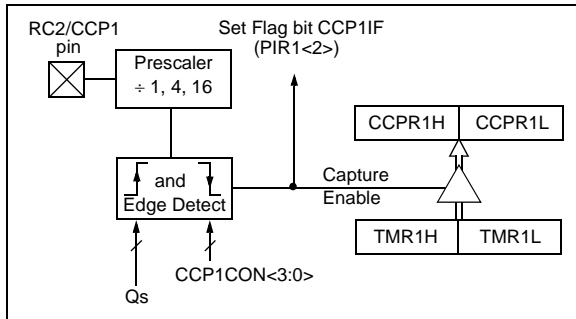 RC2/CCP1
pin
Prescaler
÷ 1, 4, 16
Set Flag bit CCP1IF
(PIR1<2>)
CCPR1H
CCPR1L
and
Edge Detect
Capture
Enable
TMR1H
TMR1L
CCP1CON<3:0>
Qs